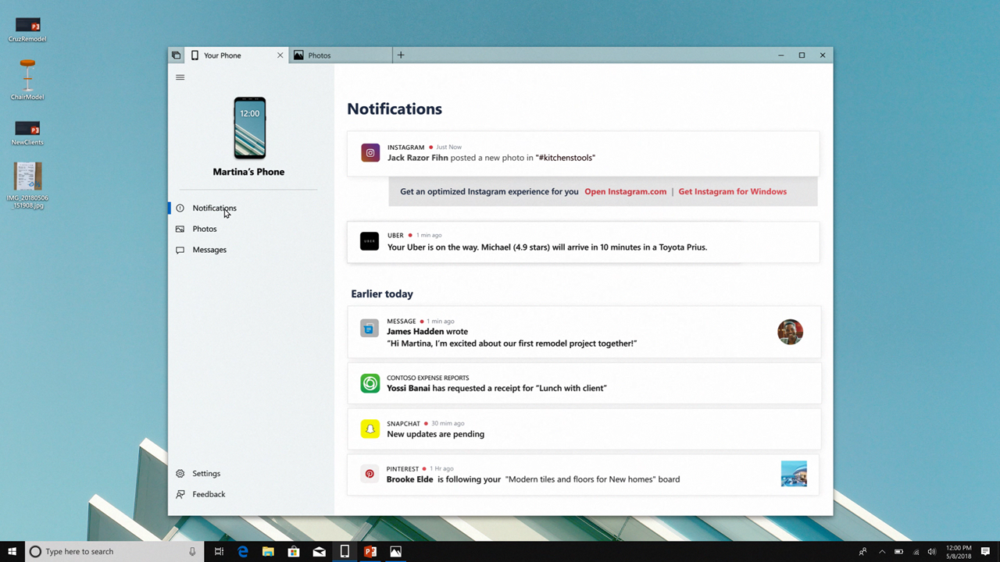 CruzRemodel
ChairModel
NewClients
IMG_20180506
_151908.jpg
Your Phone
Photos
12:00
Martina's Phone
Notifications
Photos
Messages
Settings
Feedback
Notifications
INSTAGRAM Just Now
Jack Razor Fihn posted a new photo in "#kitchenstools"
Get an optimized Instagram experience for you Open Instagram.com | Get Instagram for Windows
UBER
UBER 1 min ago
Your Uber is on the way. Michael (4.9 stars) will arrive in 10 minutes in a Toyota Prius.
Earlier today
MESSAGE 1 min ago
James Hadden wrote
“Hi Martina, I’m excited about our first remodel project together!”
CONTOSO EXPENSE REPORTS
Yossi Banai has requested a receipt for “Lunch with client”
SNAPCHAT 30 mim ago
New updates are pending
PINTEREST 1 Hr ago
Brooke Elde is following your "Modern tiles and floors for New homes" board
Type here to search
12:00 PM
5/8/2018